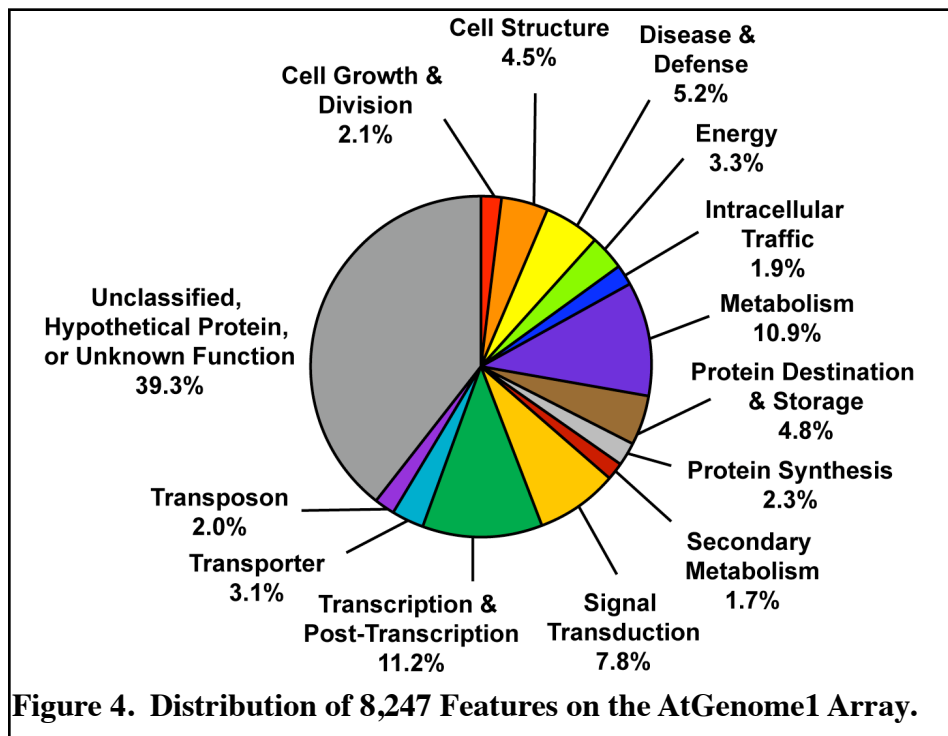 Cell Structure
4.5%
Disease &
Defense
5.2%
Cell Growth &
Division
2.1%
Energy
3.3%
Intracellular
Traffic
1.9%
Metabolism
10.9%
Unclassified,
Hypothetical Protein,
or Unknown Function
39.3%
Protein Destination
& Storage
4.8%
Protein Synthesis
2.3%
Transposon
2.0%
Secondary
Metabolism
1.7%
Transporter
3.1%
Transcription &
Post-Transcription
11.2%
Signal
Transduction
7.8%
Figure 4. Distribution of 8,247 Features on the AtGenome1 Array.